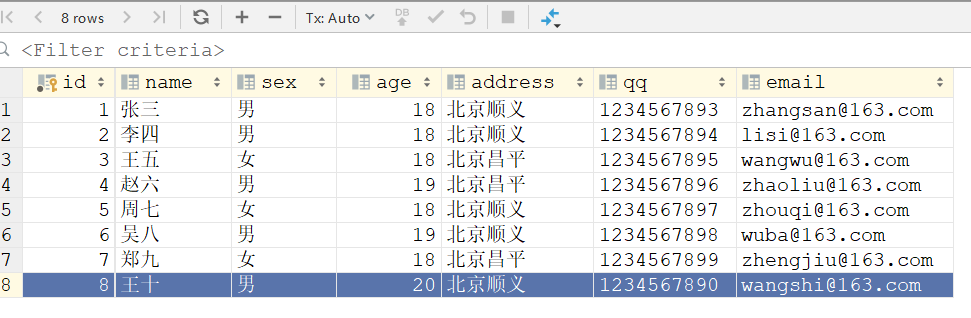 8 rows Tx: Auto DB
<Filter criteria>
id name sex age address qq email
1 1 张三 男 18 北京顺义 1234567893 zhangsan@163.com
2 2 李四 男 18 北京顺义 1234567894 lisi@163.com
3 3 王五 女 18 北京昌平 1234567895 wangwu@163.com
4 4 赵六 男 19 北京昌平 1234567896 zhaoliu@163.com
5 5 周七 女 18 北京顺义 1234567897 zhouqi@163.com
6 6 吴八 男 19 北京顺义 1234567898 wuba@163.com
7 7 郑九 女 18 北京昌平 1234567899 zhengjiu@163.com
8 8 王十 男 20 北京顺义 1234567890 wangshi@163.com